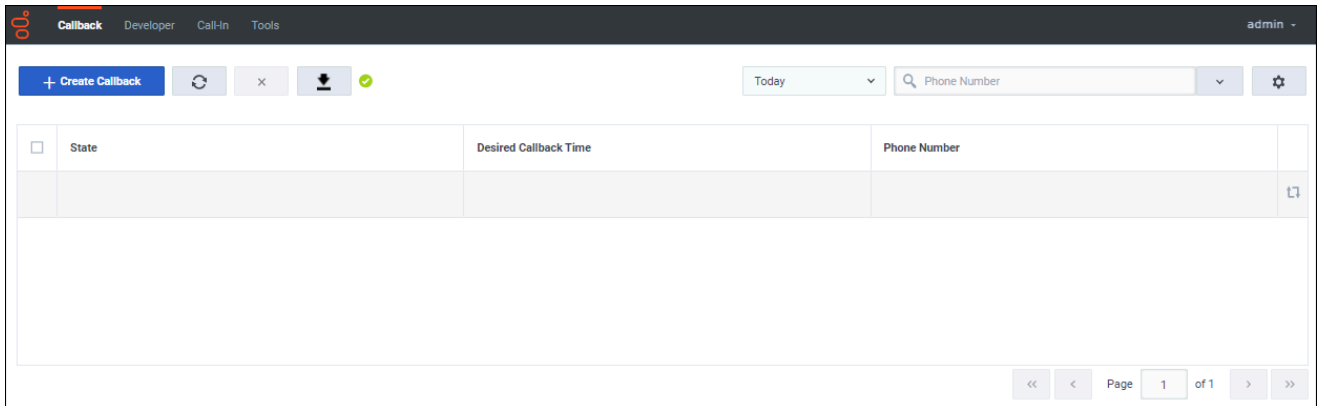 Callback Developer Call-In Tools admin
+ Create Callback Today Phone Number
State Desired Callback Time Phone Number
<< < Page 1 of 1 > >>